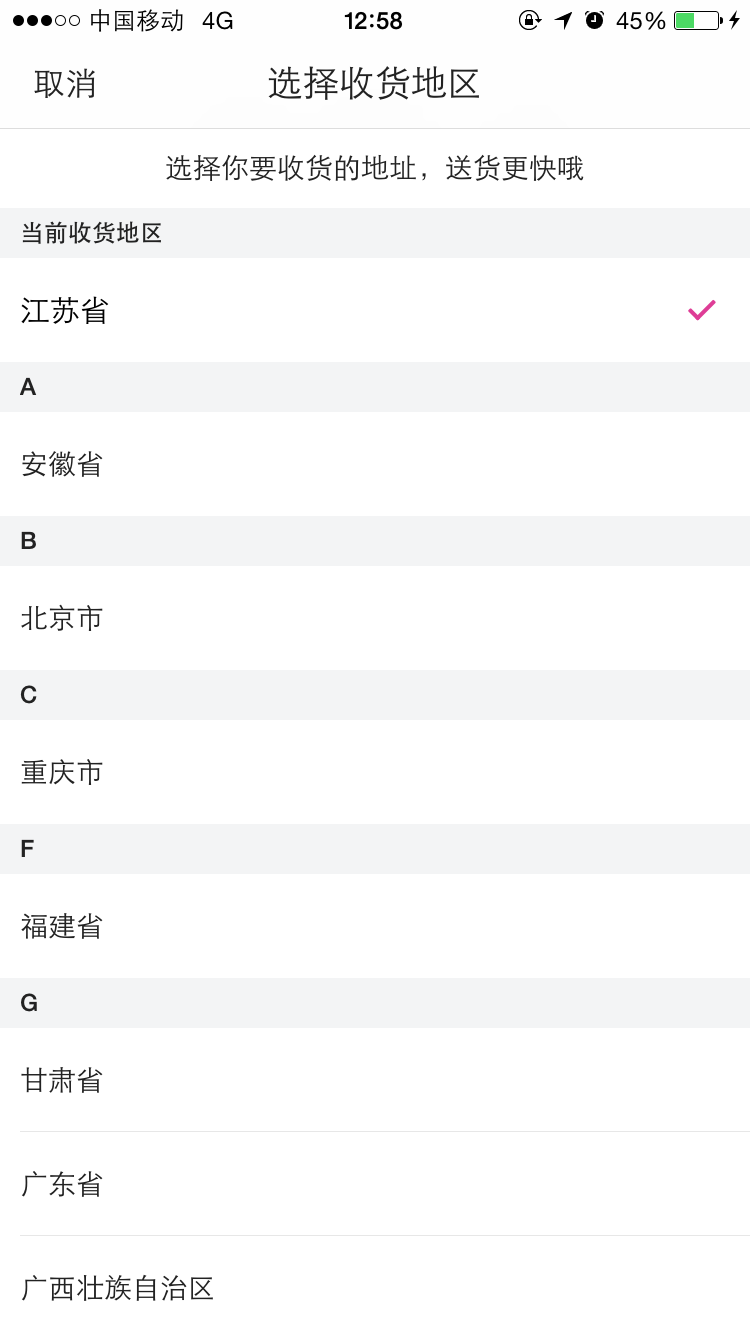 中国移动 4G 12:58 45%
取消 选择收货地区
选择你要收货的地址，送货更快哦
当前收货地区
江苏省
A
安徽省
B
北京市
C
重庆市
F
福建省
G
甘肃省
广东省
广西壮族自治区